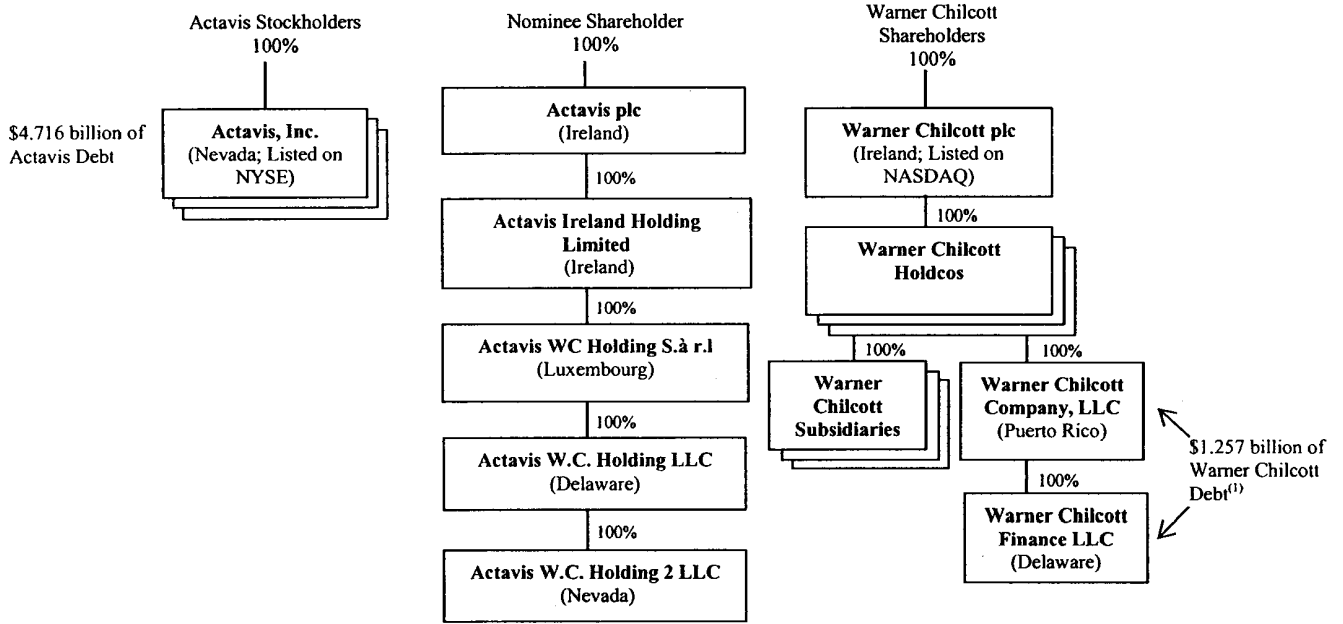 Actavis Stockholders
100%
$4.716 billion of
Actavis Debt
Actavis, Inc.
(Nevada; Listed on
NYSE)
Nominee Shareholder
100%
Actavis plc
(Ireland)
100%
Actavis Ireland Holding
Limited
(Ireland)
100%
Actavis WC Holding S.à r.l
(Luxembourg)
100%
Actavis W.C. Holding LLC
(Delaware)
100%
Actavis W.C. Holding 2 LLC
(Nevada)
Warner Chilcott
Shareholders
100%
Warner Chilcott plc
(Ireland; Listed on
NASDAQ)
100%
Warner Chilcott
Holdcos
100%
Warner
Chilcott
Subsidiaries
100%
Warner Chilcott
Company, LLC
(Puerto Rico)
100%
Warner Chilcott
Finance LLC
(Delaware)
$1.257 billion of
Warner Chilcott
Debt(1)